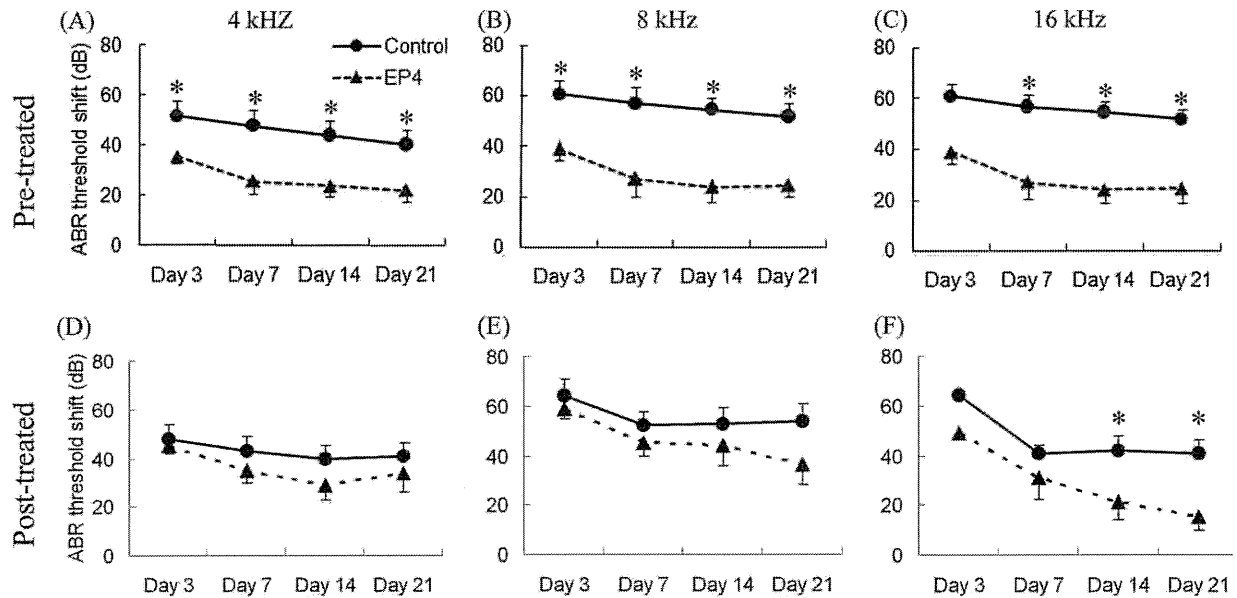 (A) 4 kHZ
(B) 8 kHz
(C) 16 kHz
Pre-treated
ABR threshold shift (dB)
80
60
40
20
0
* * * *
Control
EP4
Day 3 Day 7 Day 14 Day 21
80
60
40
20
0
* * * *
Day 3 Day 7 Day 14 Day 21
80
60
40
20
0
* * *
Day 3 Day 7 Day 14 Day 21
(D)
(E)
(F)
Post-treated
ABR threshold shift (dB)
80
60
40
20
0
Day 3 Day 7 Day 14 Day 21
80
60
40
20
0
Day 3 Day 7 Day 14 Day 21
80
60
40
20
0
* *
Day 3 Day 7 Day 14 Day 21